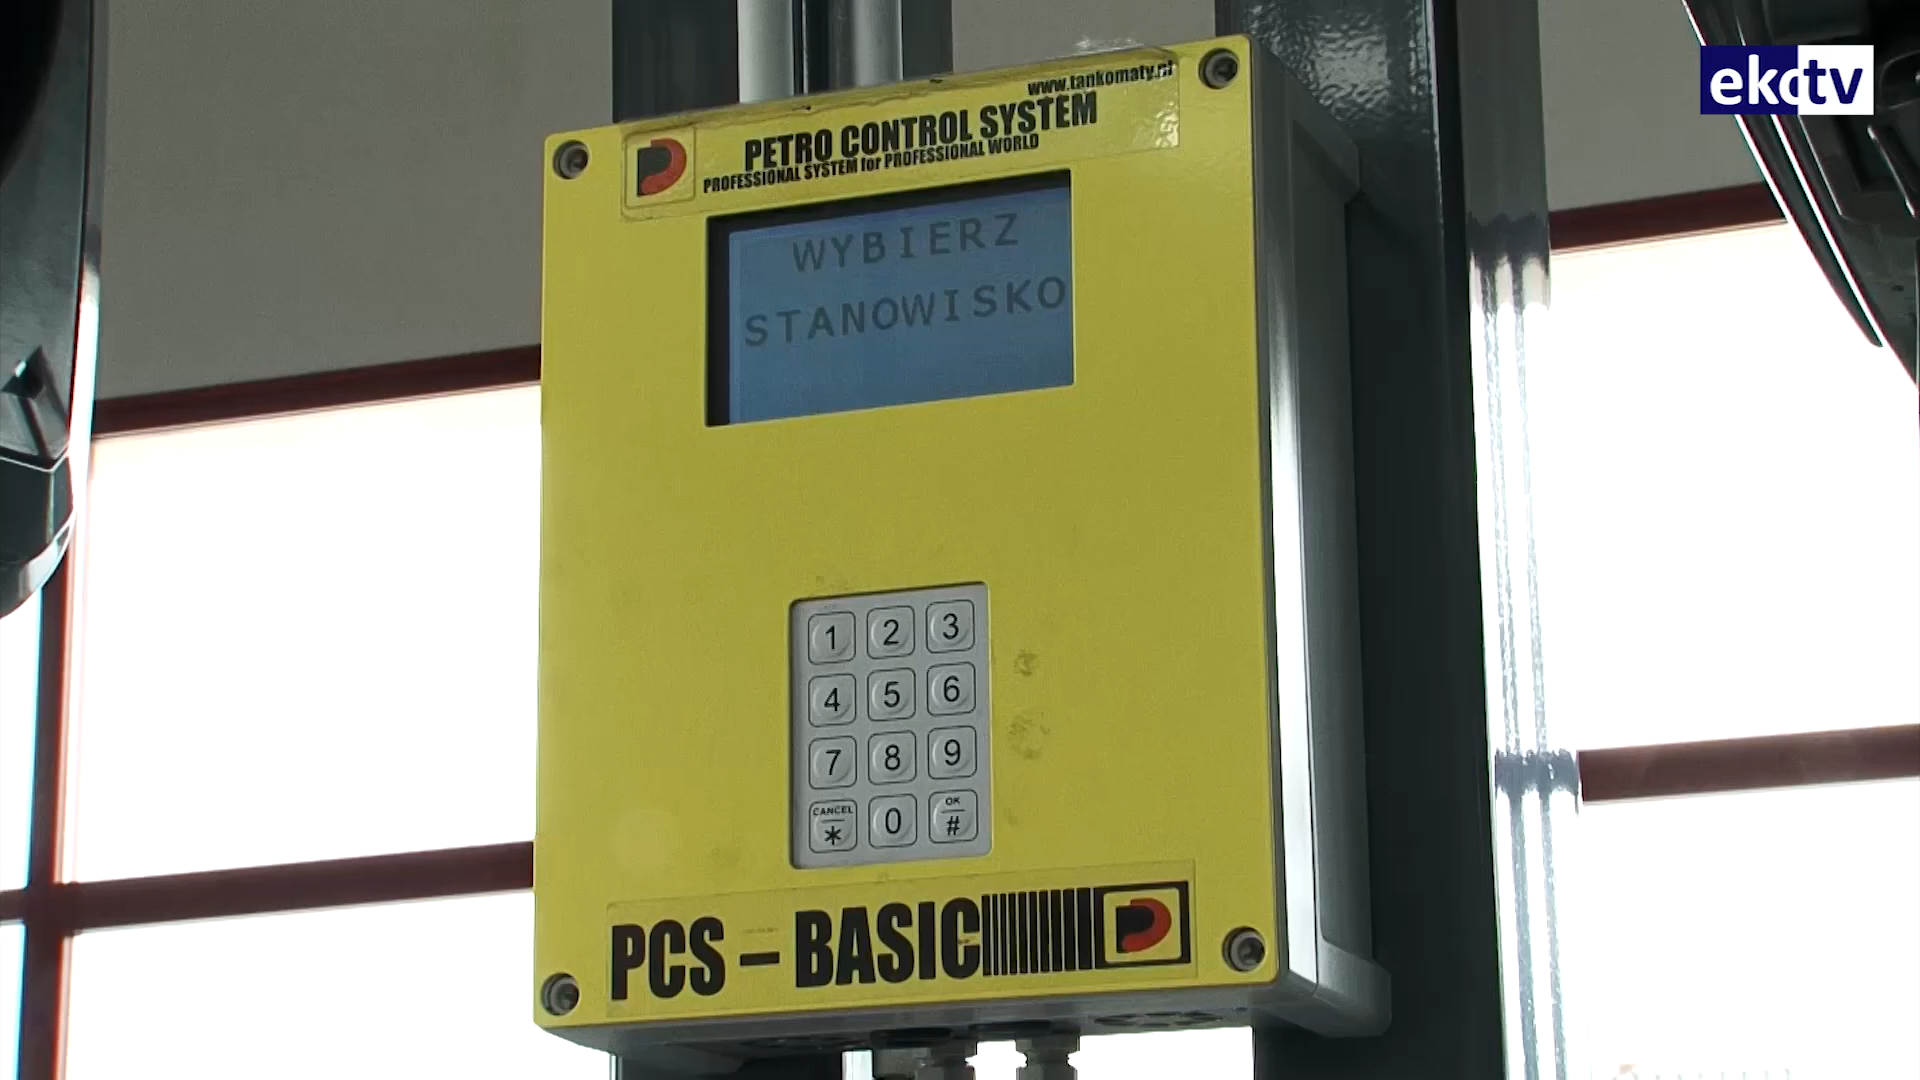 ekctv
www.tankomaty.pl
PETRO CONTROL SYSTEM
PROFESSIONAL SYSTEM for PROFESSIONAL WORLD
WYBIERZ
STANOWISKO
1 2 3
4 5 6
7 8 9
CANCEL OK
* 0 #
PCS – BASIC